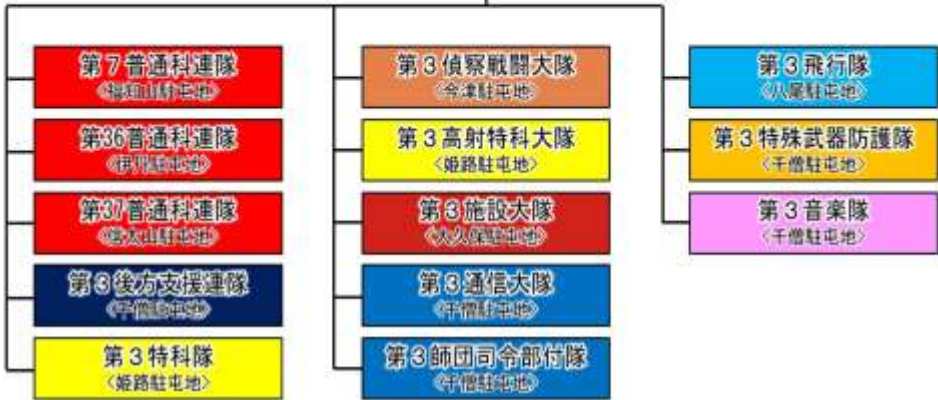 第７普通科連隊
<福知山駐屯地>
第36普通科連隊
<伊丹駐屯地>
第37普通科連隊
<信太山駐屯地>
第３後方支援連隊
<千僧駐屯地>
第３特科隊
<姫路駐屯地>
第３偵察戦闘大隊
<今津駐屯地>
第３高射特科大隊
<姫路駐屯地>
第３施設大隊
<大久保駐屯地>
第３通信大隊
<千僧駐屯地>
第３師団司令部付隊
<千僧駐屯地>
第３飛行隊
<八尾駐屯地>
第３特殊武器防護隊
<千僧駐屯地>
第３音楽隊
<千僧駐屯地>